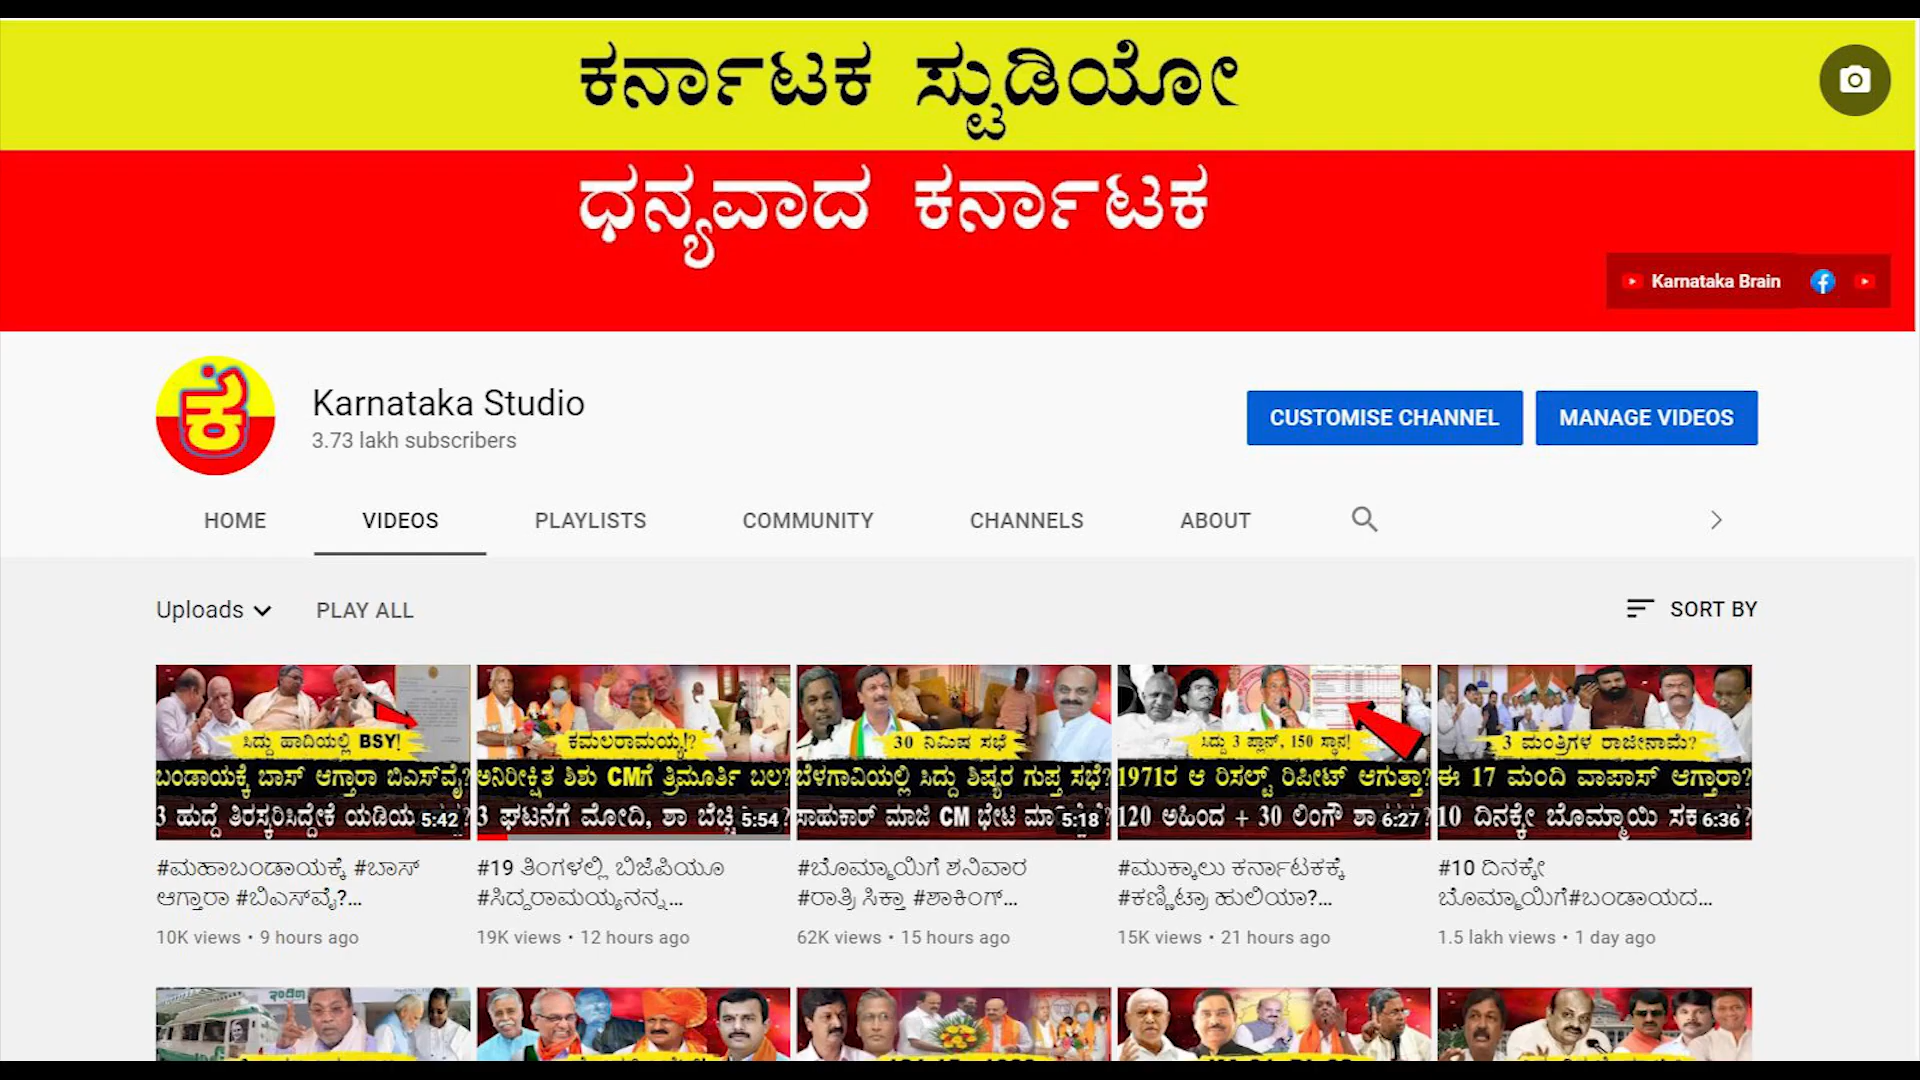 ಕರ್ನಾಟಕ ಸ್ಟುಡಿಯೋ
ಧನ್ಯವಾದ ಕರ್ನಾಟಕ
Karnataka Brain
ಕ
Karnataka Studio
3.73 lakh subscribers
CUSTOMISE CHANNEL
MANAGE VIDEOS
HOME VIDEOS PLAYLISTS COMMUNITY CHANNELS ABOUT
Uploads PLAY ALL SORT BY
ಸಿದ್ದು ಹಾದಿಯಲ್ಲಿ BSY!
ಬಂಡಾಯಕ್ಕೆ ಬಾಸ್ ಆಗ್ತಾರಾ ಬಿಎಸ್‌ವೈ?
3 ಹುದ್ದೆ ತಿರಸ್ಕರಿಸಿದ್ದೇಕೆ ಯಡಿಯ
5:42
#ಮಹಾಬಂಡಾಯಕ್ಕೆ #ಬಾಸ್
ಆಗ್ತಾರಾ #ಬಿಎಸ್‌ವೈ?...
10K views • 9 hours ago
ಕಮಲರಾಮಯ್ಯ!?
ಅನಿರೀಕ್ಷಿತ ಶಿಶು CMಗೆ ತ್ರಿಮೂರ್ತಿ ಬಲ?
3 ಘಟನೆಗೆ ಮೋದಿ, ಶಾ ಬೆಚ್ಚಿ
5:54
#19 ತಿಂಗಳಲ್ಲಿ ಬಿಜೆಪಿಯೂ
#ಸಿದ್ದರಾಮಯ್ಯನನ್ನ...
19K views • 12 hours ago
30 ನಿಮಿಷ ಸಭೆ
ಬೆಳಗಾವಿಯಲ್ಲಿ ಸಿದ್ದು ಶಿಷ್ಯರ ಗುಪ್ತ ಸಭೆ?
ಸಾಹುಕಾರ್ ಮಾಜಿ CM ಭೇಟಿ ಮಾ
5:18
#ಬೊಮ್ಮಾಯಿಗೆ ಶನಿವಾರ
#ರಾತ್ರಿ ಸಿಕ್ತಾ #ಶಾಕಿಂಗ್...
62K views • 15 hours ago
ಸಿದ್ದು 3 ಪ್ಲಾನ್, 150 ಸ್ಥಾನ!
1971ರ ಆ ರಿಸಲ್ಟ್ ರಿಪೀಟ್ ಆಗುತ್ತಾ?
120 ಅಹಿಂದ + 30 ಲಿಂಗೌ ಶಾ
6:27
#ಮುಕ್ಕಾಲು ಕರ್ನಾಟಕಕ್ಕೆ
#ಕಣ್ಣಿಟ್ರಾ ಹುಲಿಯಾ?...
15K views • 21 hours ago
3 ಮಂತ್ರಿಗಳ ರಾಜೀನಾಮೆ?
ಈ 17 ಮಂದಿ ವಾಪಾಸ್ ಆಗ್ತಾರಾ?
10 ದಿನಕ್ಕೇ ಬೊಮ್ಮಾಯಿ ಸಕ
6:36
#10 ದಿನಕ್ಕೇ
ಬೊಮ್ಮಾಯಿಗೆ#ಬಂಡಾಯದ...
1.5 lakh views • 1 day ago